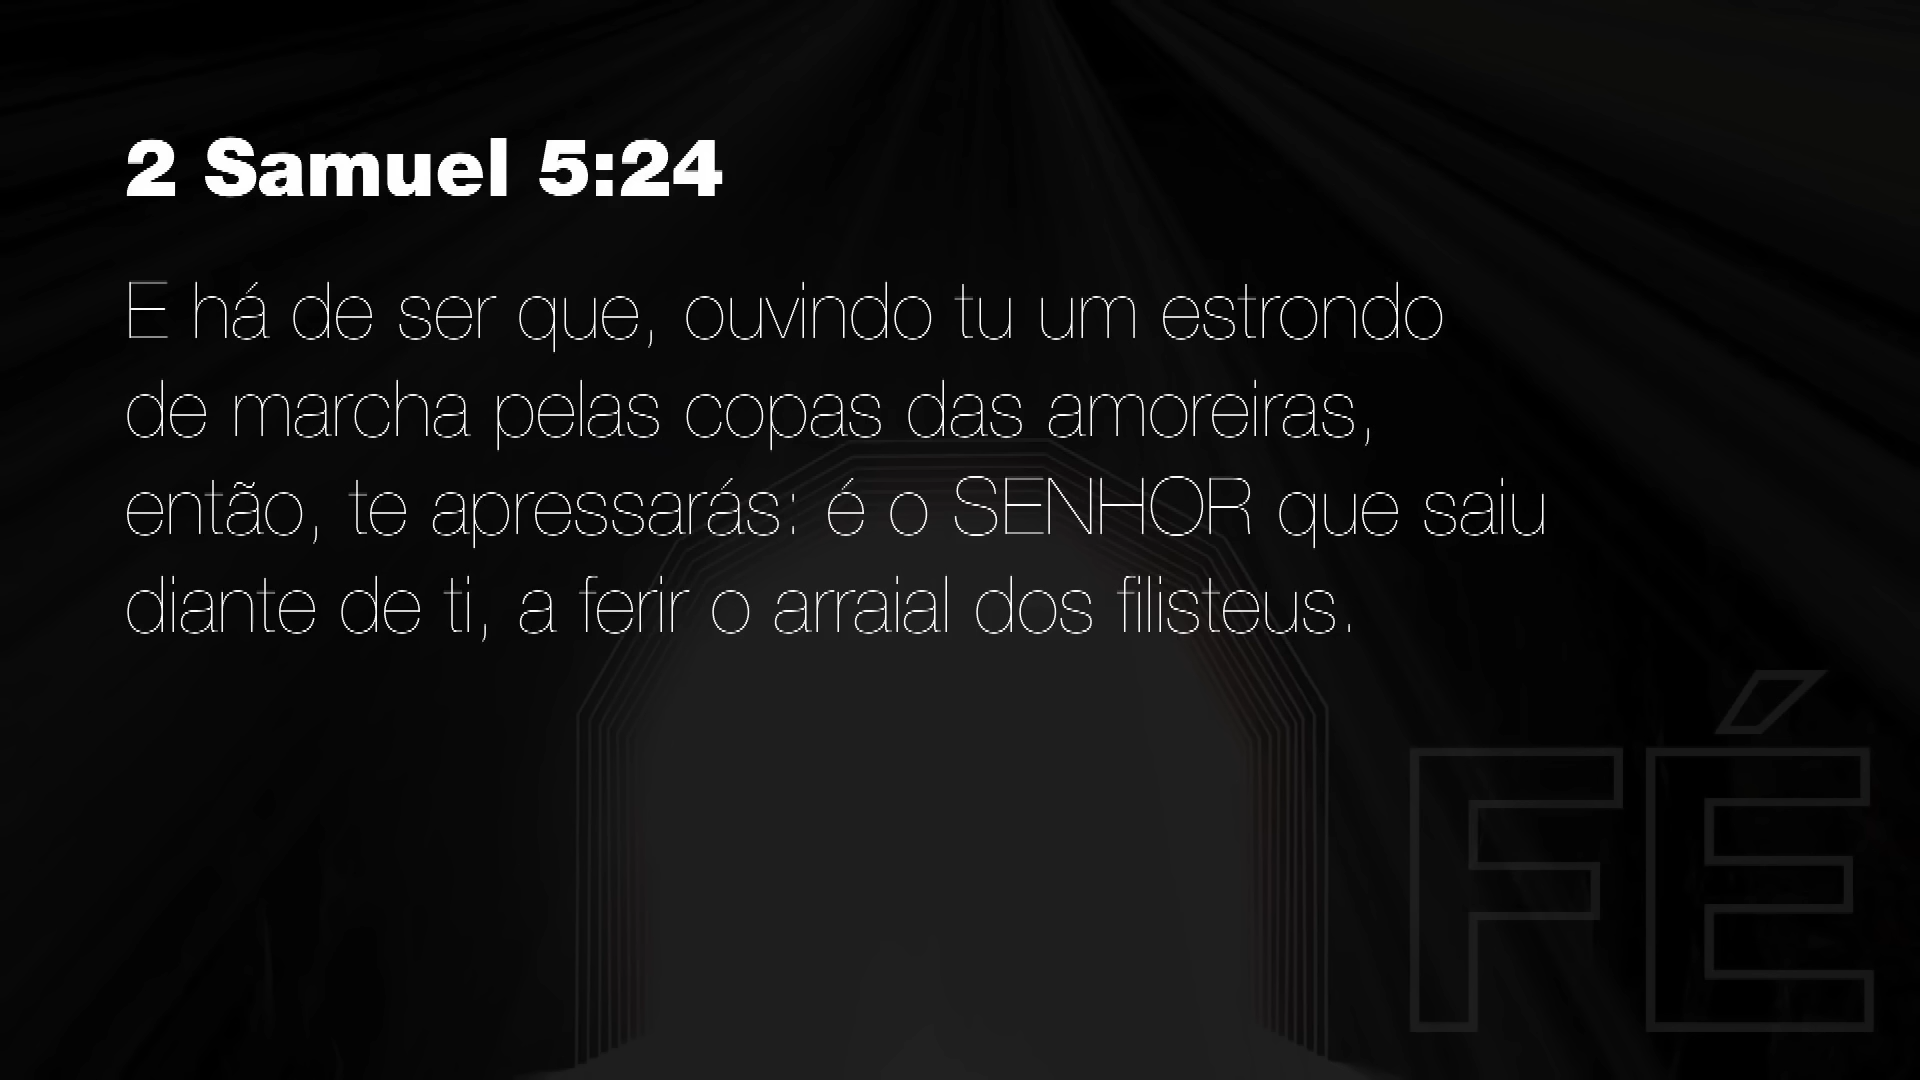 2 Samuel 5:24
E há de ser que, ouvindo tu um estrondo
de marcha pelas copas das amoreiras,
então, te apressarás: é o SENHOR que saiu
diante de ti, a ferir o arraial dos filisteus.
FÉ